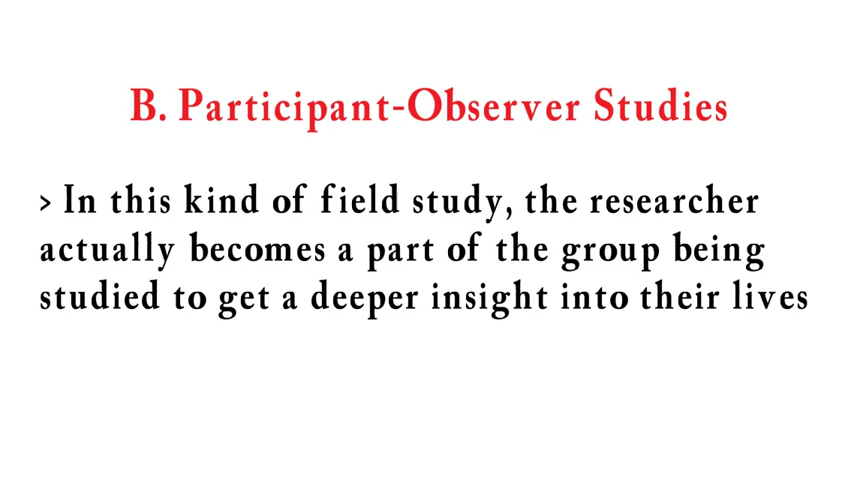 B. Participant-Observer Studies
> In this kind of field study, the researcher
actually becomes a part of the group being
studied to get a deeper insight into their lives